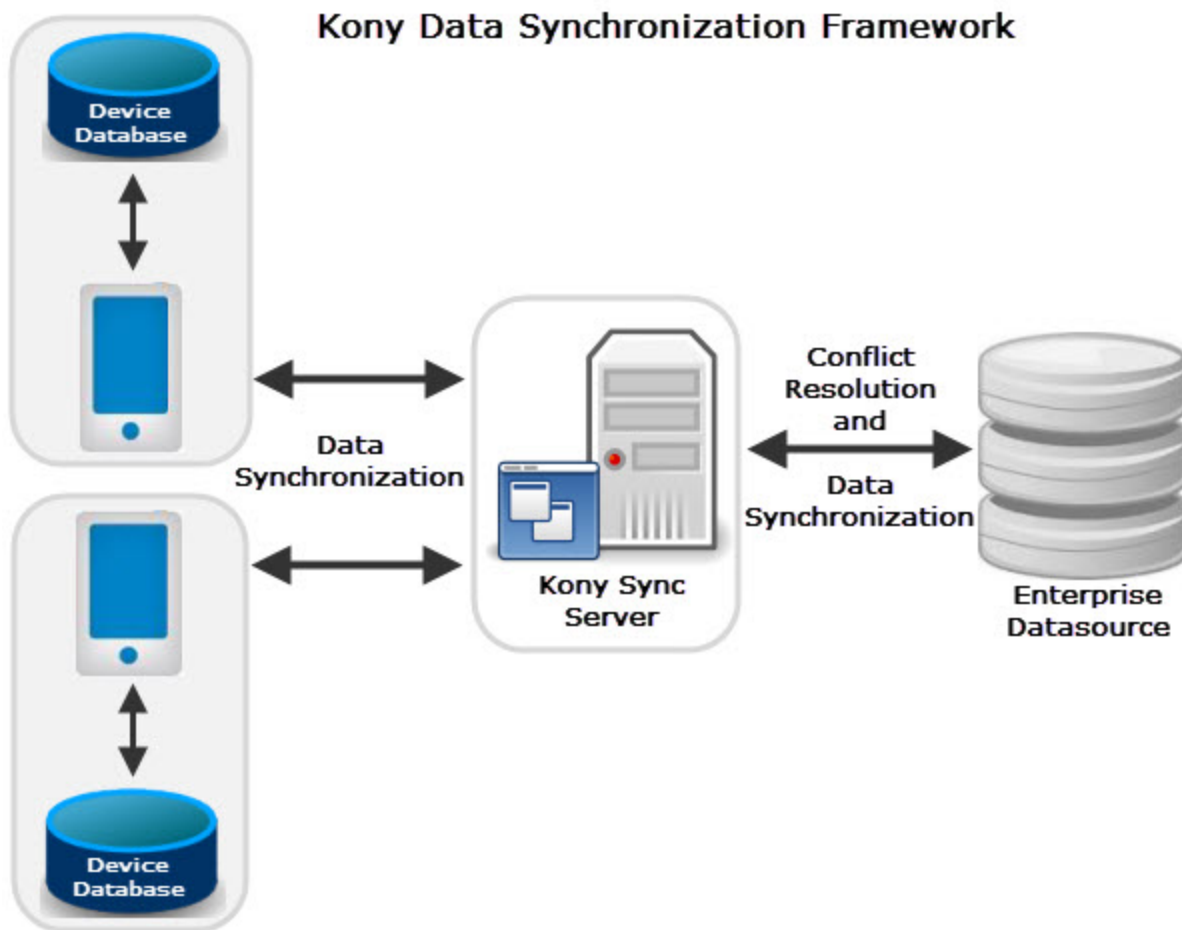 Kony Data Synchronization Framework
Device
Database
Data
Synchronization
Kony Sync
Server
Conflict
Resolution
and
Data
Synchronization
Enterprise
Datasource
Device
Database